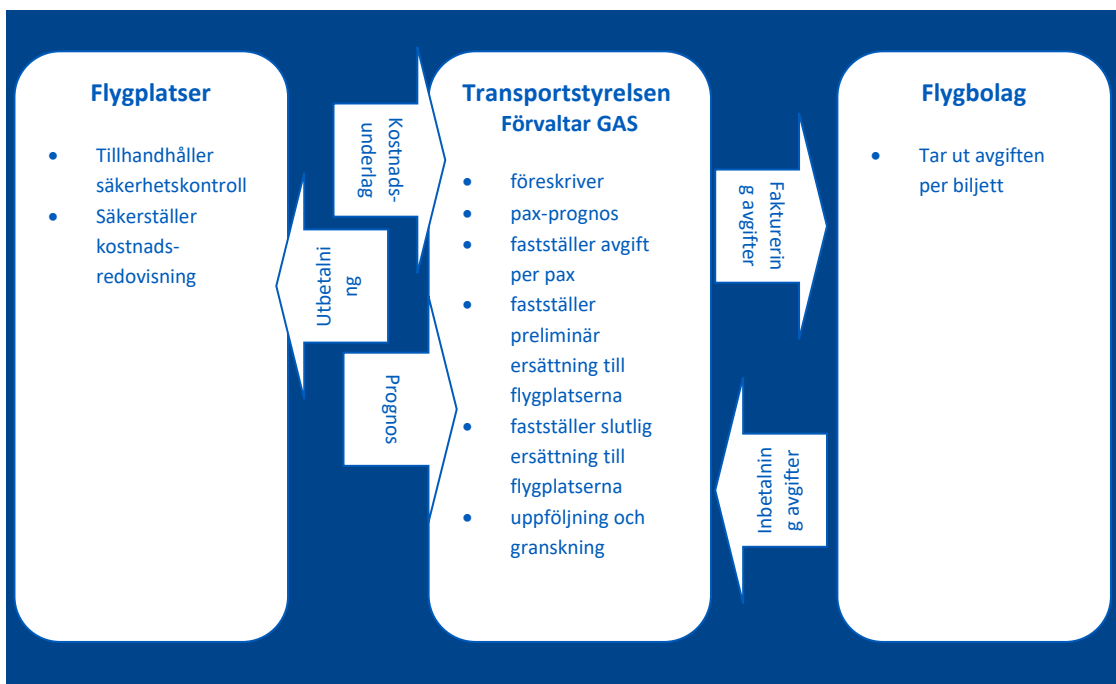 Flygplatser
• Tillhandhåller
säkerhetskontroll
• Säkerställer
kostnads-
redovisning
Kostnads-
underlag
Utbetalni
gu
Prognos
Transportstyrelsen
Förvaltar GAS
• föreskriver
• pax-prognos
• fastställer avgift
per pax
• fastställer
preliminär
ersättning till
flygplatserna
• fastställer slutlig
ersättning till
flygplatserna
• uppföljning och
granskning
Fakturerin
g avgifter
Inbetalnin
g avgifter
Flygbolag
• Tar ut avgiften
per biljett